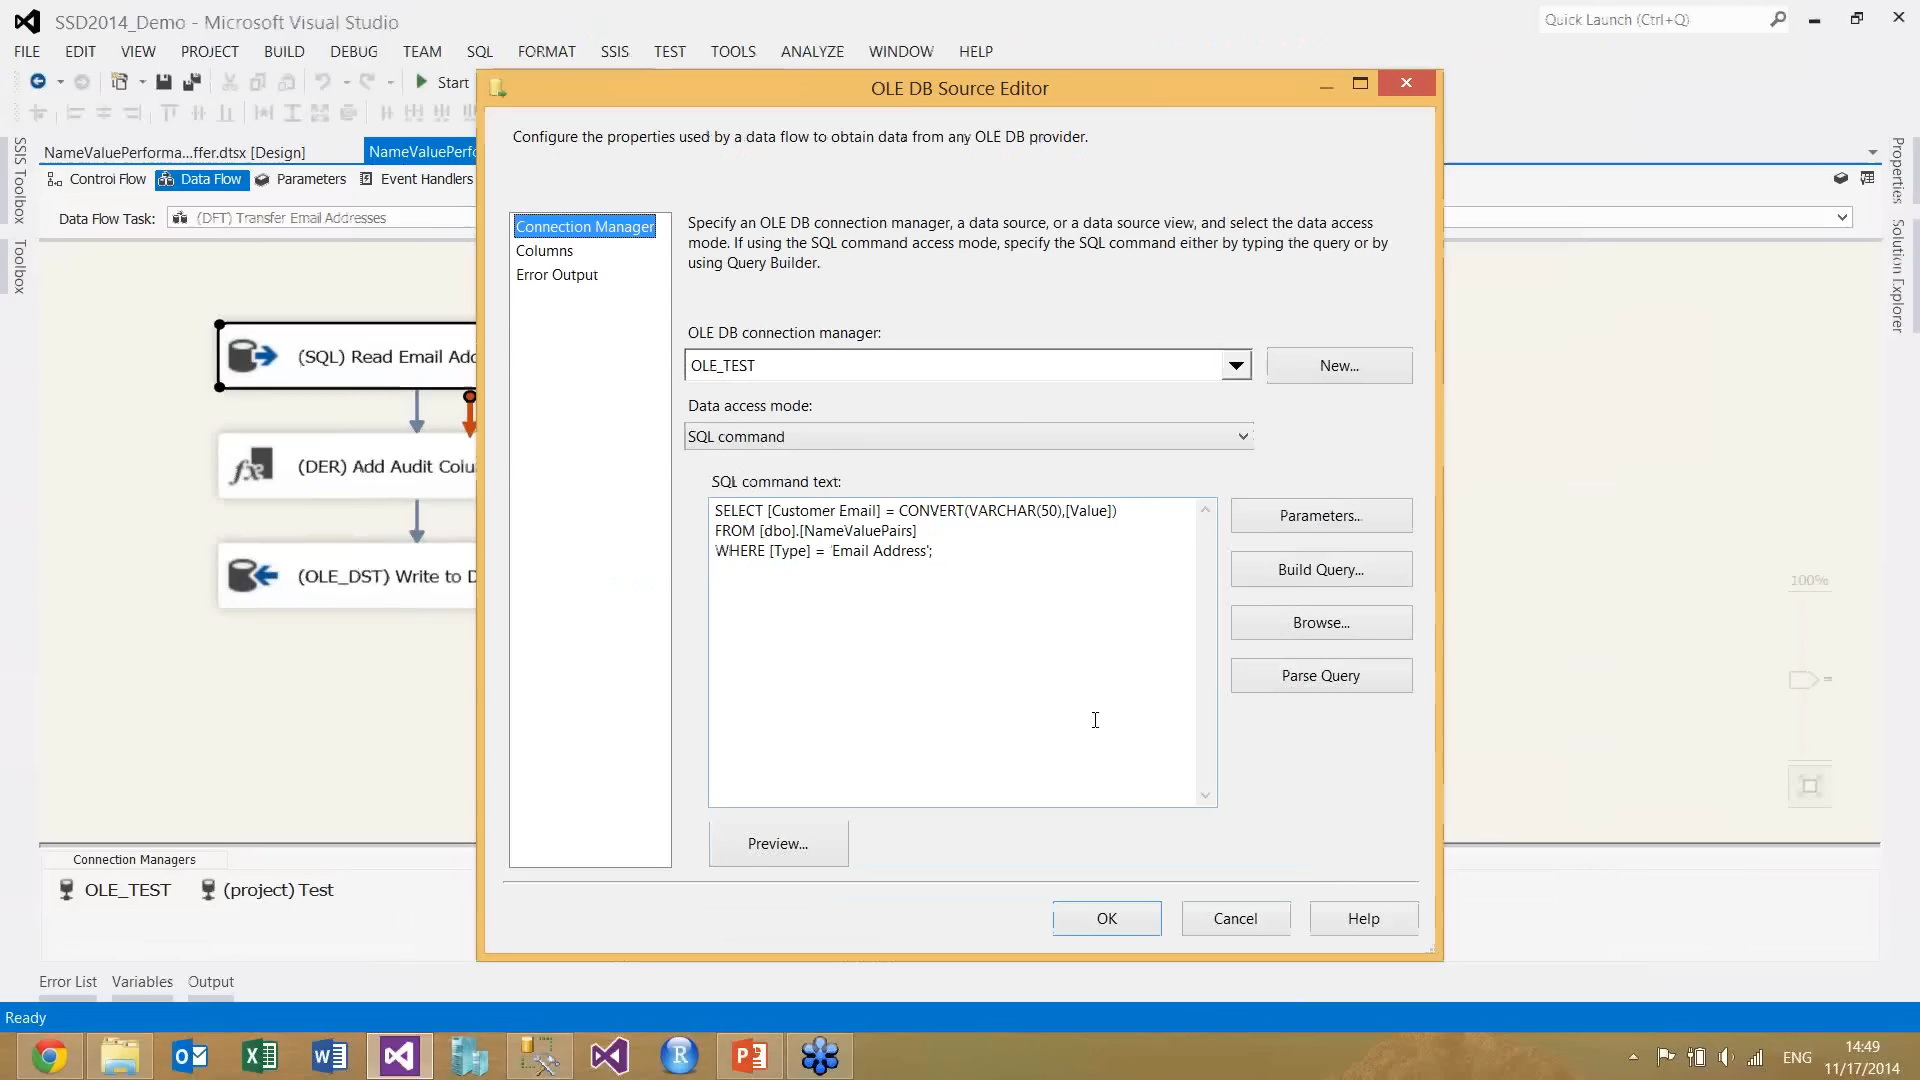 SSD2014_Demo - Microsoft Visual Studio
Quick Launch (Ctrl+Q)
FILE EDIT VIEW PROJECT BUILD DEBUG TEAM SQL FORMAT SSIS TEST TOOLS ANALYZE WINDOW HELP
Start
OLE DB Source Editor
Configure the properties used by a data flow to obtain data from any OLE DB provider.
SSIS Toolbox
Toolbox
NameValuePerforma...ffer.dtsx [Design]
NameValuePerfo
Control Flow Data Flow Parameters Event Handlers
Data Flow Task: (DFT) Transfer Email Addresses
Properties
Solution Explorer
(SQL) Read Email Add
(DER) Add Audit Colu
(OLE_DST) Write to D
Connection Manager
Columns
Error Output
Specify an OLE DB connection manager, a data source, or a data source view, and select the data access
mode. If using the SQL command access mode, specify the SQL command either by typing the query or by
using Query Builder.
OLE DB connection manager:
OLE_TEST
New...
Data access mode:
SQL command
SQL command text:
SELECT [Customer Email] = CONVERT(VARCHAR(50),[Value])
FROM [dbo].[NameValuePairs]
WHERE [Type] = 'Email Address';
Parameters...
Build Query...
Browse...
Parse Query
Preview...
OK Cancel Help
100%
Connection Managers
OLE_TEST (project) Test
Error List Variables Output
Ready
ENG
14:49
11/17/2014